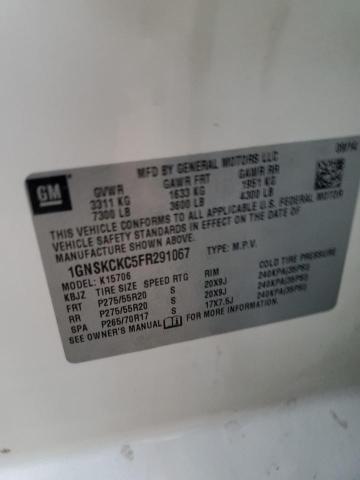 GM
MFD BY GENERAL MOTORS LLC
GVWR GAWR FRT GAWR RR
3311 KG 1633 KG 1951 KG
7300 LB 3600 LB 4300 LB
THIS VEHICLE CONFORMS TO ALL APPLICABLE U.S. FEDERAL MOTOR
VEHICLE SAFETY STANDARDS IN EFFECT ON THE DATE OF
MANUFACTURE SHOWN ABOVE.
1GNSKCKC5FR291067 TYPE: M.P.V.
MODEL: K15706
KBJZ TIRE SIZE SPEED RTG RIM COLD TIRE PRESSURE
FRT P275/55R20 S 20X9J 240KPA(35PSI)
RR P275/55R20 S 20X9J 240KPA(35PSI)
SPA P265/70R17 S 17X7.5J 240KPA(35PSI)
SEE OWNER'S MANUAL FOR MORE INFORMATION.